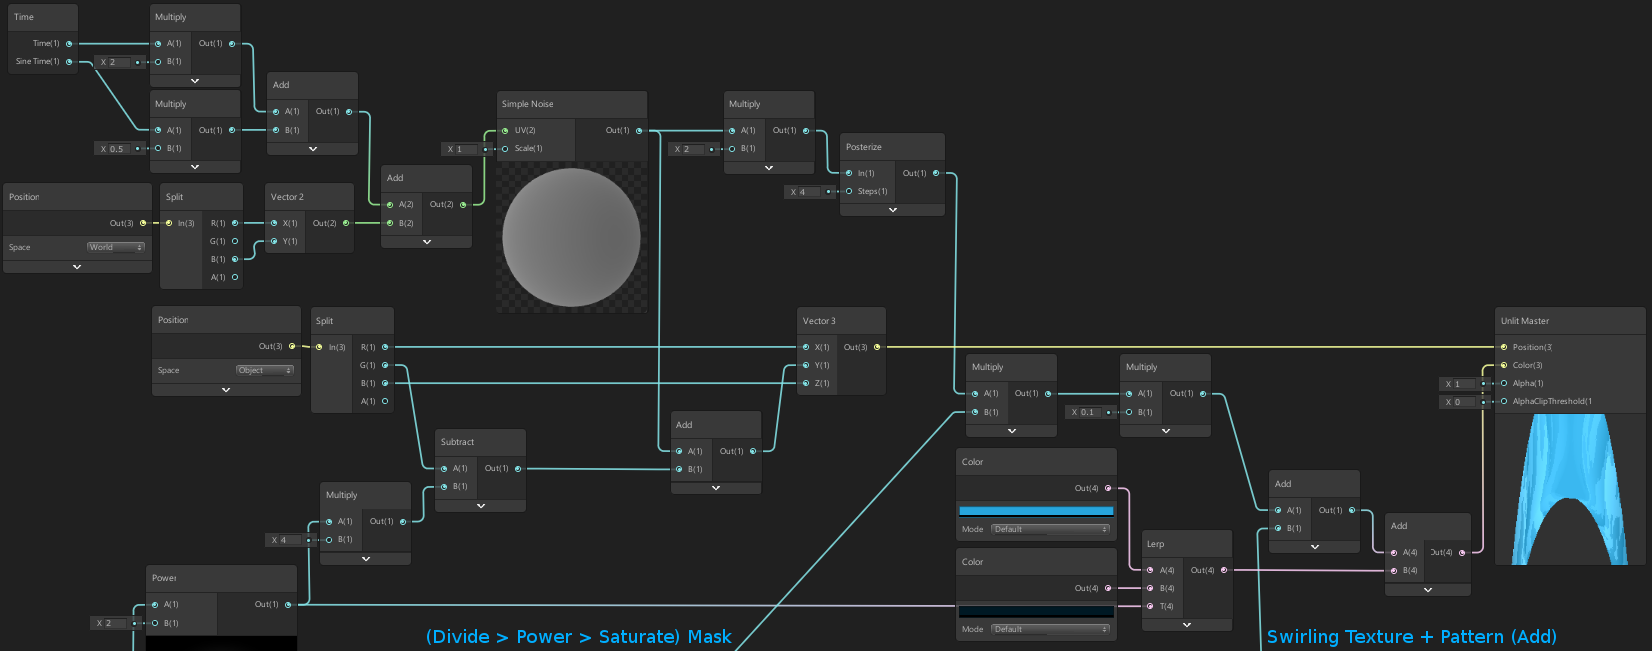 Time
Time(1)
Sine Time(1)
Multiply
A(1) Out(1)
X 2 B(1)
Multiply
A(1) Out(1)
X 0.5 B(1)
Add
A(1) Out(1)
B(1)
Position
Out(3)
Space World
Split
In(3) R(1)
G(1)
B(1)
A(1)
Vector 2
X(1) Out(2)
Y(1)
Add
A(2) Out(2)
B(2)
Simple Noise
UV(2) Out(1)
X 1 Scale(1)
Multiply
A(1) Out(1)
X 2 B(1)
Posterize
In(1) Out(1)
X 4 Steps(1)
Position
Out(3)
Space Object
Split
In(3) R(1)
G(1)
B(1)
A(1)
Vector 3
X(1) Out(3)
Y(1)
Z(1)
Subtract
A(1) Out(1)
B(1)
Add
A(1) Out(1)
B(1)
Multiply
A(1) Out(1)
X 4 B(1)
Power
A(1) Out(1)
X 2 B(1)
Multiply
A(1) Out(1)
B(1)
Multiply
A(1) Out(1)
X 0.1 B(1)
Color
Out(4)
Mode Default
Color
Out(4)
Mode Default
Lerp
A(4) Out(4)
B(4)
T(4)
Add
A(1) Out(1)
B(1)
Add
A(4) Out(4)
B(4)
Unlit Master
Position(3)
Color(3)
X 1 Alpha(1)
X 0 AlphaClipThreshold(1
(Divide > Power > Saturate) Mask
Swirling Texture + Pattern (Add)